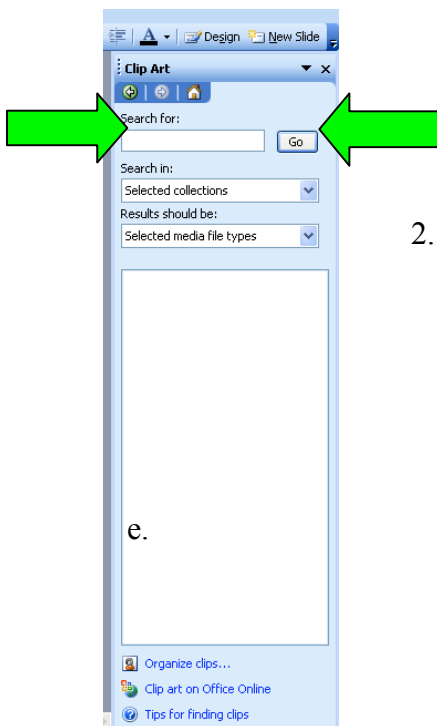 A Design New Slide
Clip Art
Search for:
Go
Search in:
Selected collections
Results should be:
Selected media file types
2.
e.
Organize clips...
Clip art on Office Online
Tips for finding clips